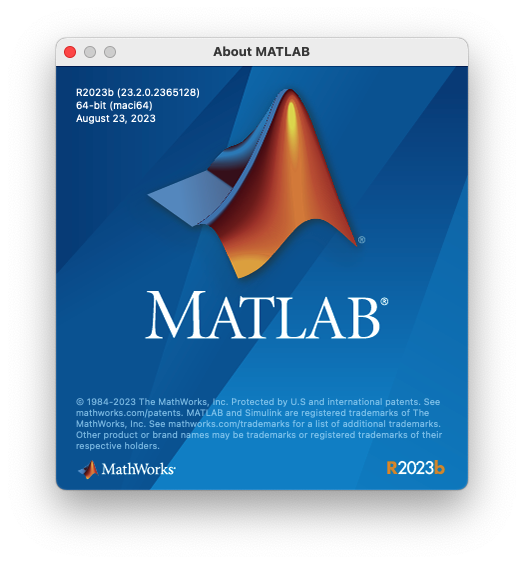 About MATLAB
R2023b (23.2.0.2365128)
64-bit (maci64)
August 23, 2023
®
MATLAB®
© 1984-2023 The MathWorks, Inc. Protected by U.S and international patents. See
mathworks.com/patents. MATLAB and Simulink are registered trademarks of The
MathWorks, Inc. See mathworks.com/trademarks for a list of additional trademarks.
Other product or brand names may be trademarks or registered trademarks of their
respective holders.
MathWorks®
R2023b